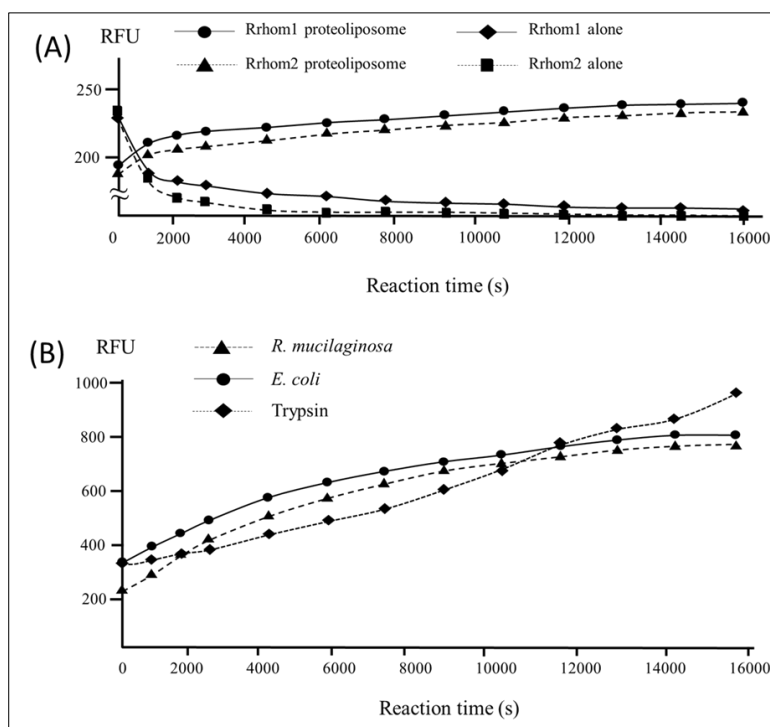 (A)
RFU
Rrhom1 proteoliposome
Rrhom1 alone
Rrhom2 proteoliposome
Rrhom2 alone
250
200
0 2000 4000 6000 8000 10000 12000 14000 16000
Reaction time (s)
(B)
RFU
R. mucilaginosa
E. coli
Trypsin
1000
800
600
400
200
0 2000 4000 6000 8000 10000 12000 14000 16000
Reaction time (s)